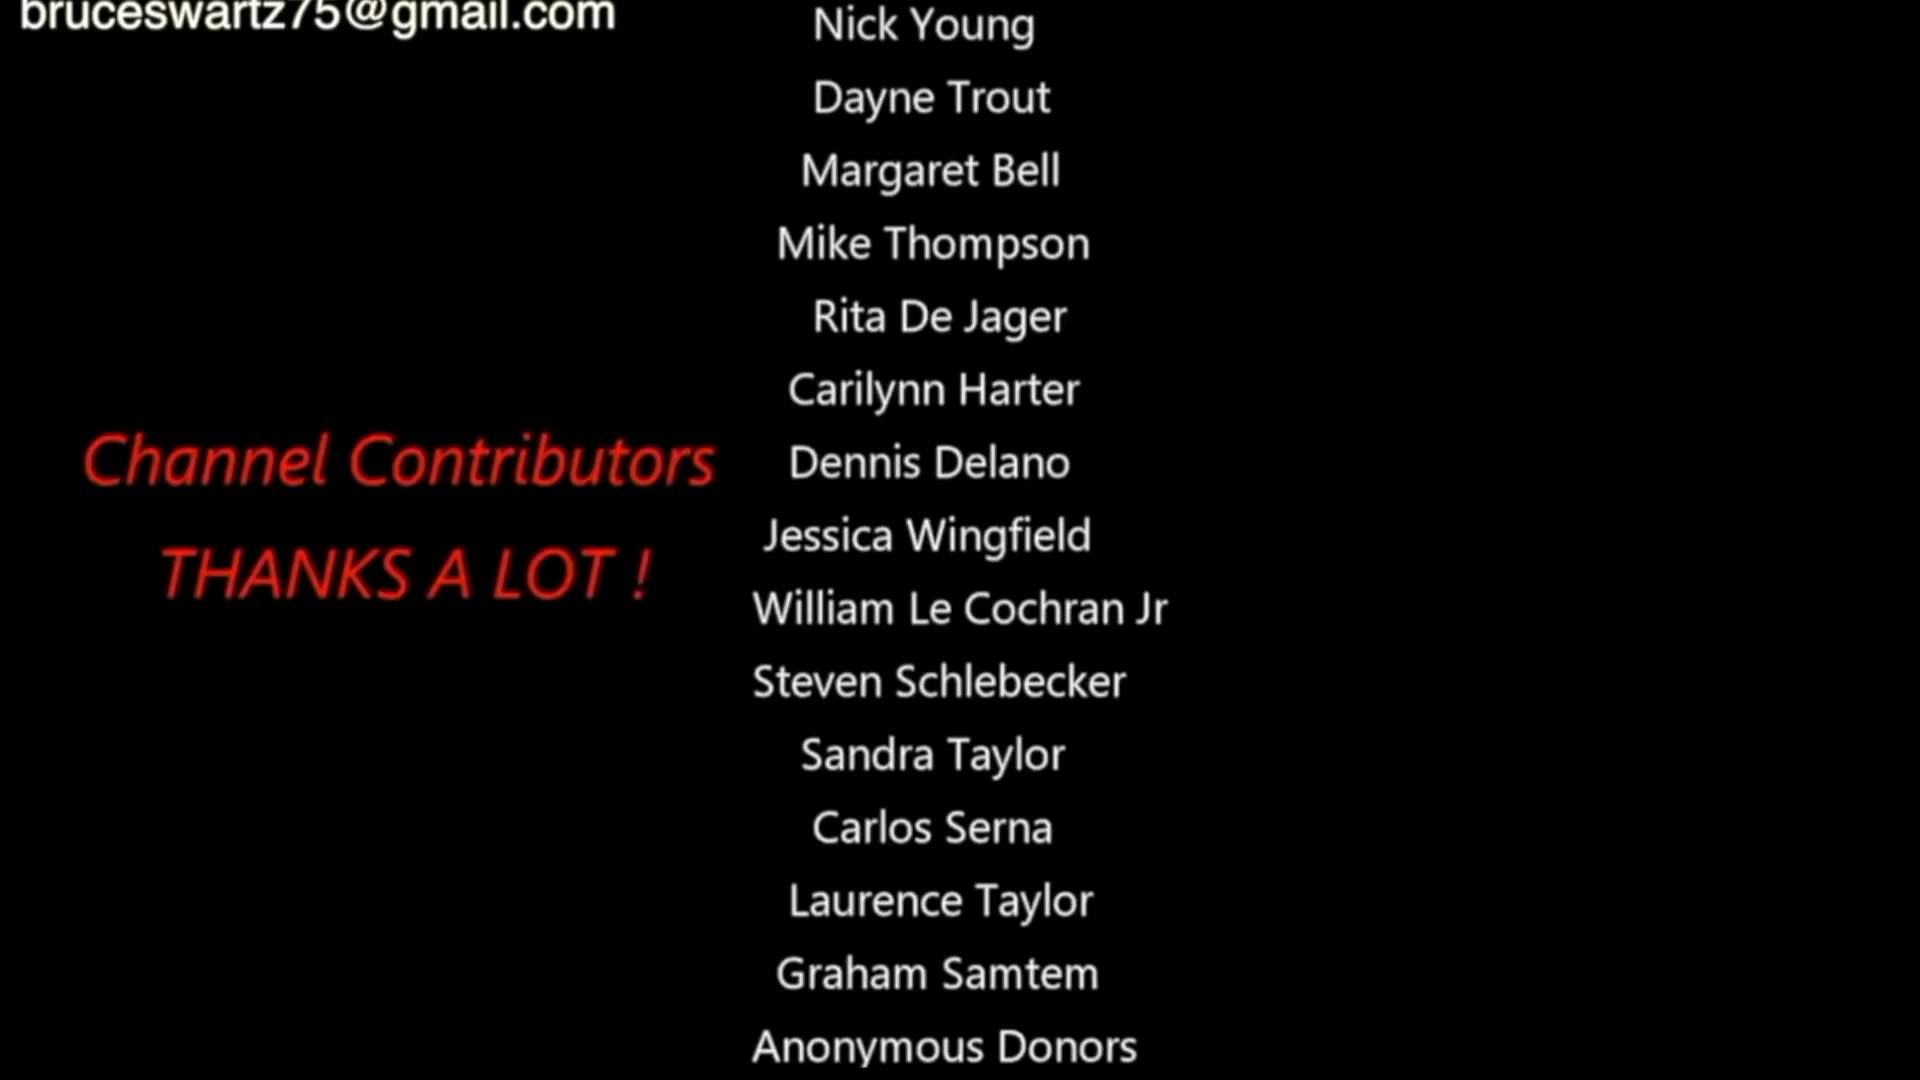 bruceswartz75@gmail.com
Channel Contributors
THANKS A LOT !
Nick Young
Dayne Trout
Margaret Bell
Mike Thompson
Rita De Jager
Carilynn Harter
Dennis Delano
Jessica Wingfield
William Le Cochran Jr
Steven Schlebecker
Sandra Taylor
Carlos Serna
Laurence Taylor
Graham Samtem
Anonymous Donors